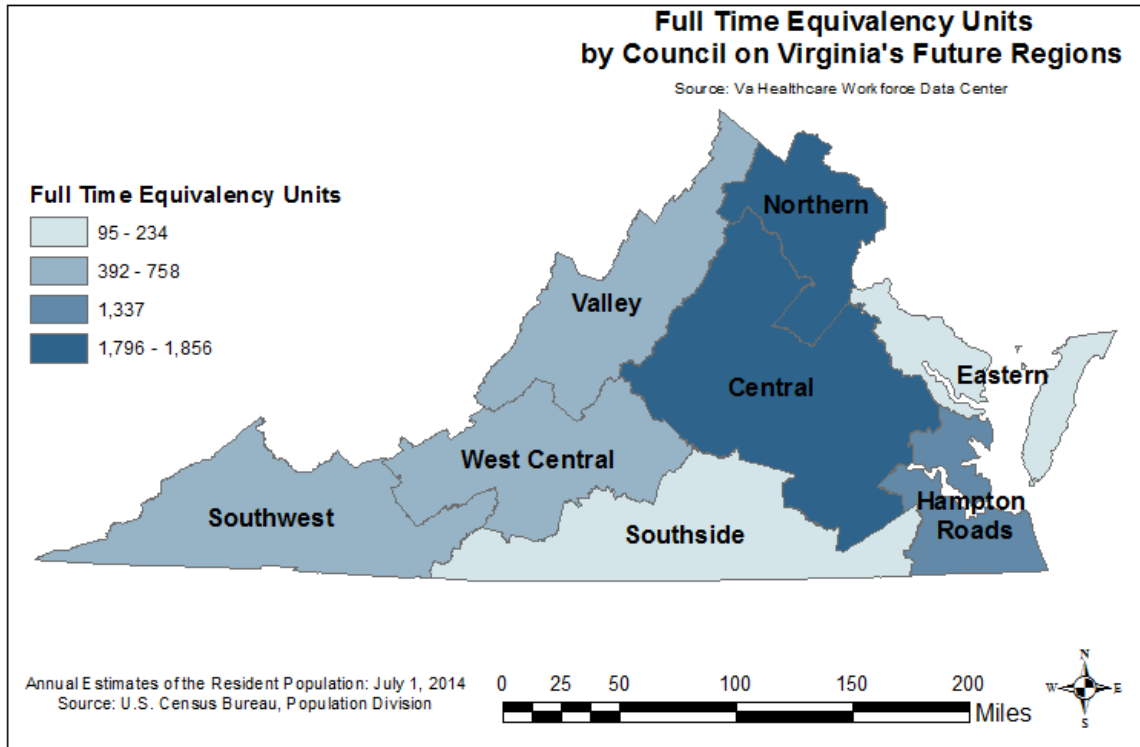 Full Time Equivalency Units
by Council on Virginia's Future Regions
Source: Va Healthcare Workforce Data Center
Full Time Equivalency Units
95 - 234
392 - 758
1,337
1,796 - 1,856
Northern
Valley
Eastern
Central
West Central
Southwest
Hampton
Roads
Southside
Annual Estimates of the Resident Population: July 1, 2014
Source: U.S. Census Bureau, Population Division
0 25 50 100 150 200
Miles
N
W E
S